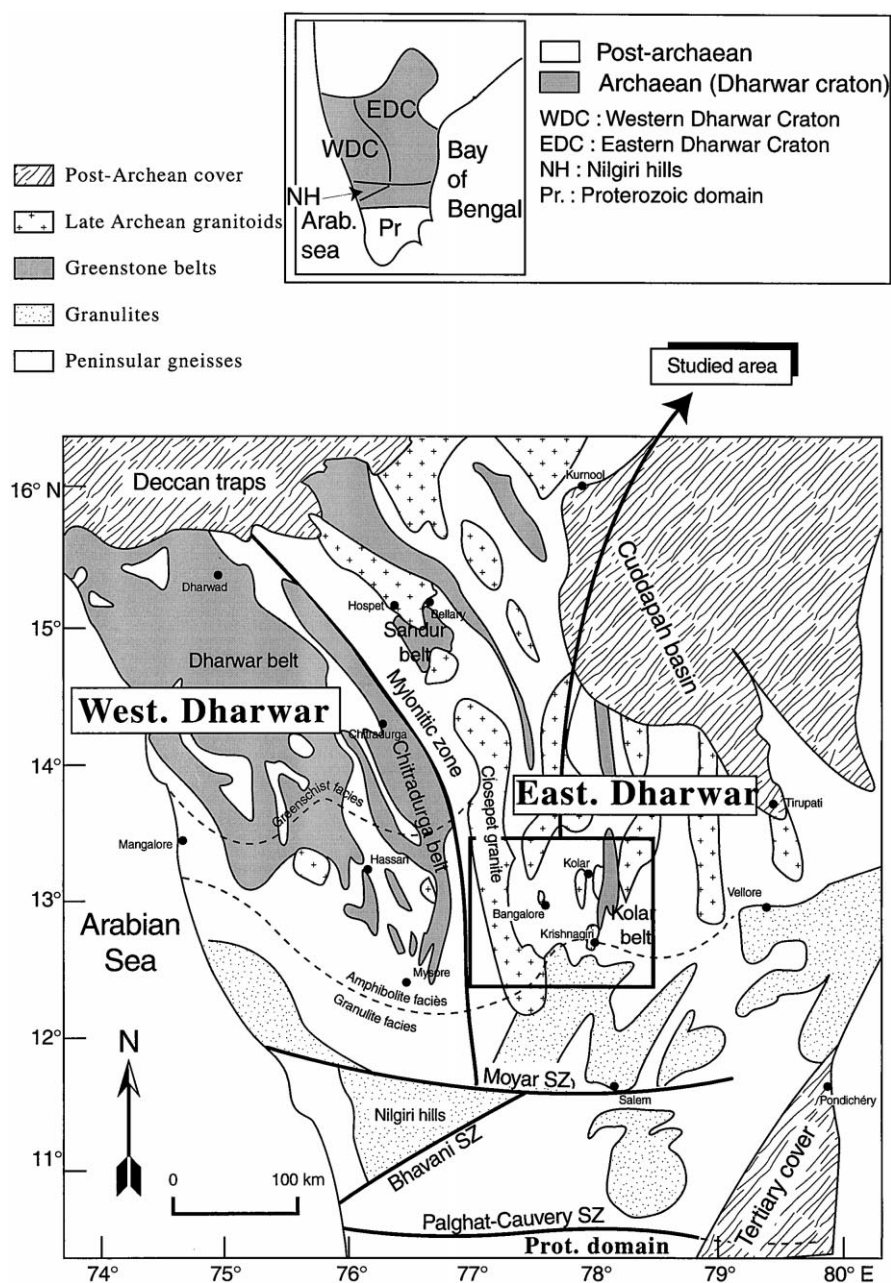 EDC
WDC
NH
Arab.
sea
Pr
Bay
of
Bengal
Post-archaean
Archaean (Dharwar craton)
WDC : Western Dharwar Craton
EDC : Eastern Dharwar Craton
NH : Nilgiri hills
Pr. : Proterozoic domain
Post-Archean cover
Late Archean granitoids
Greenstone belts
Granulites
Peninsular gneisses
Studied area
16° N
15°
14°
13°
12°
11°
Deccan traps
Kurnool
Cuddapah basin
Dharwad
Hospet
Bellary
Sandur
belt
Dharwar belt
Mylonitic zone
West. Dharwar
Chitradurga
Chitradurga belt
Closepet granite
East. Dharwar
Tirupati
Greenschist facies
Mangalore
Hassan
Kolar
Bangalore
Kolar
belt
Krishnagiri
Vellore
Arabian
Sea
Mysore
Amphibolite faciès
Granulite facies
N
Moyar SZ
Salem
Pondichéry
Nilgiri hills
Bhavani SZ
0 100 km
Palghat-Cauvery SZ
Prot. domain
Tertiary cover
74° 75° 76° 77° 78° 79° 80° E